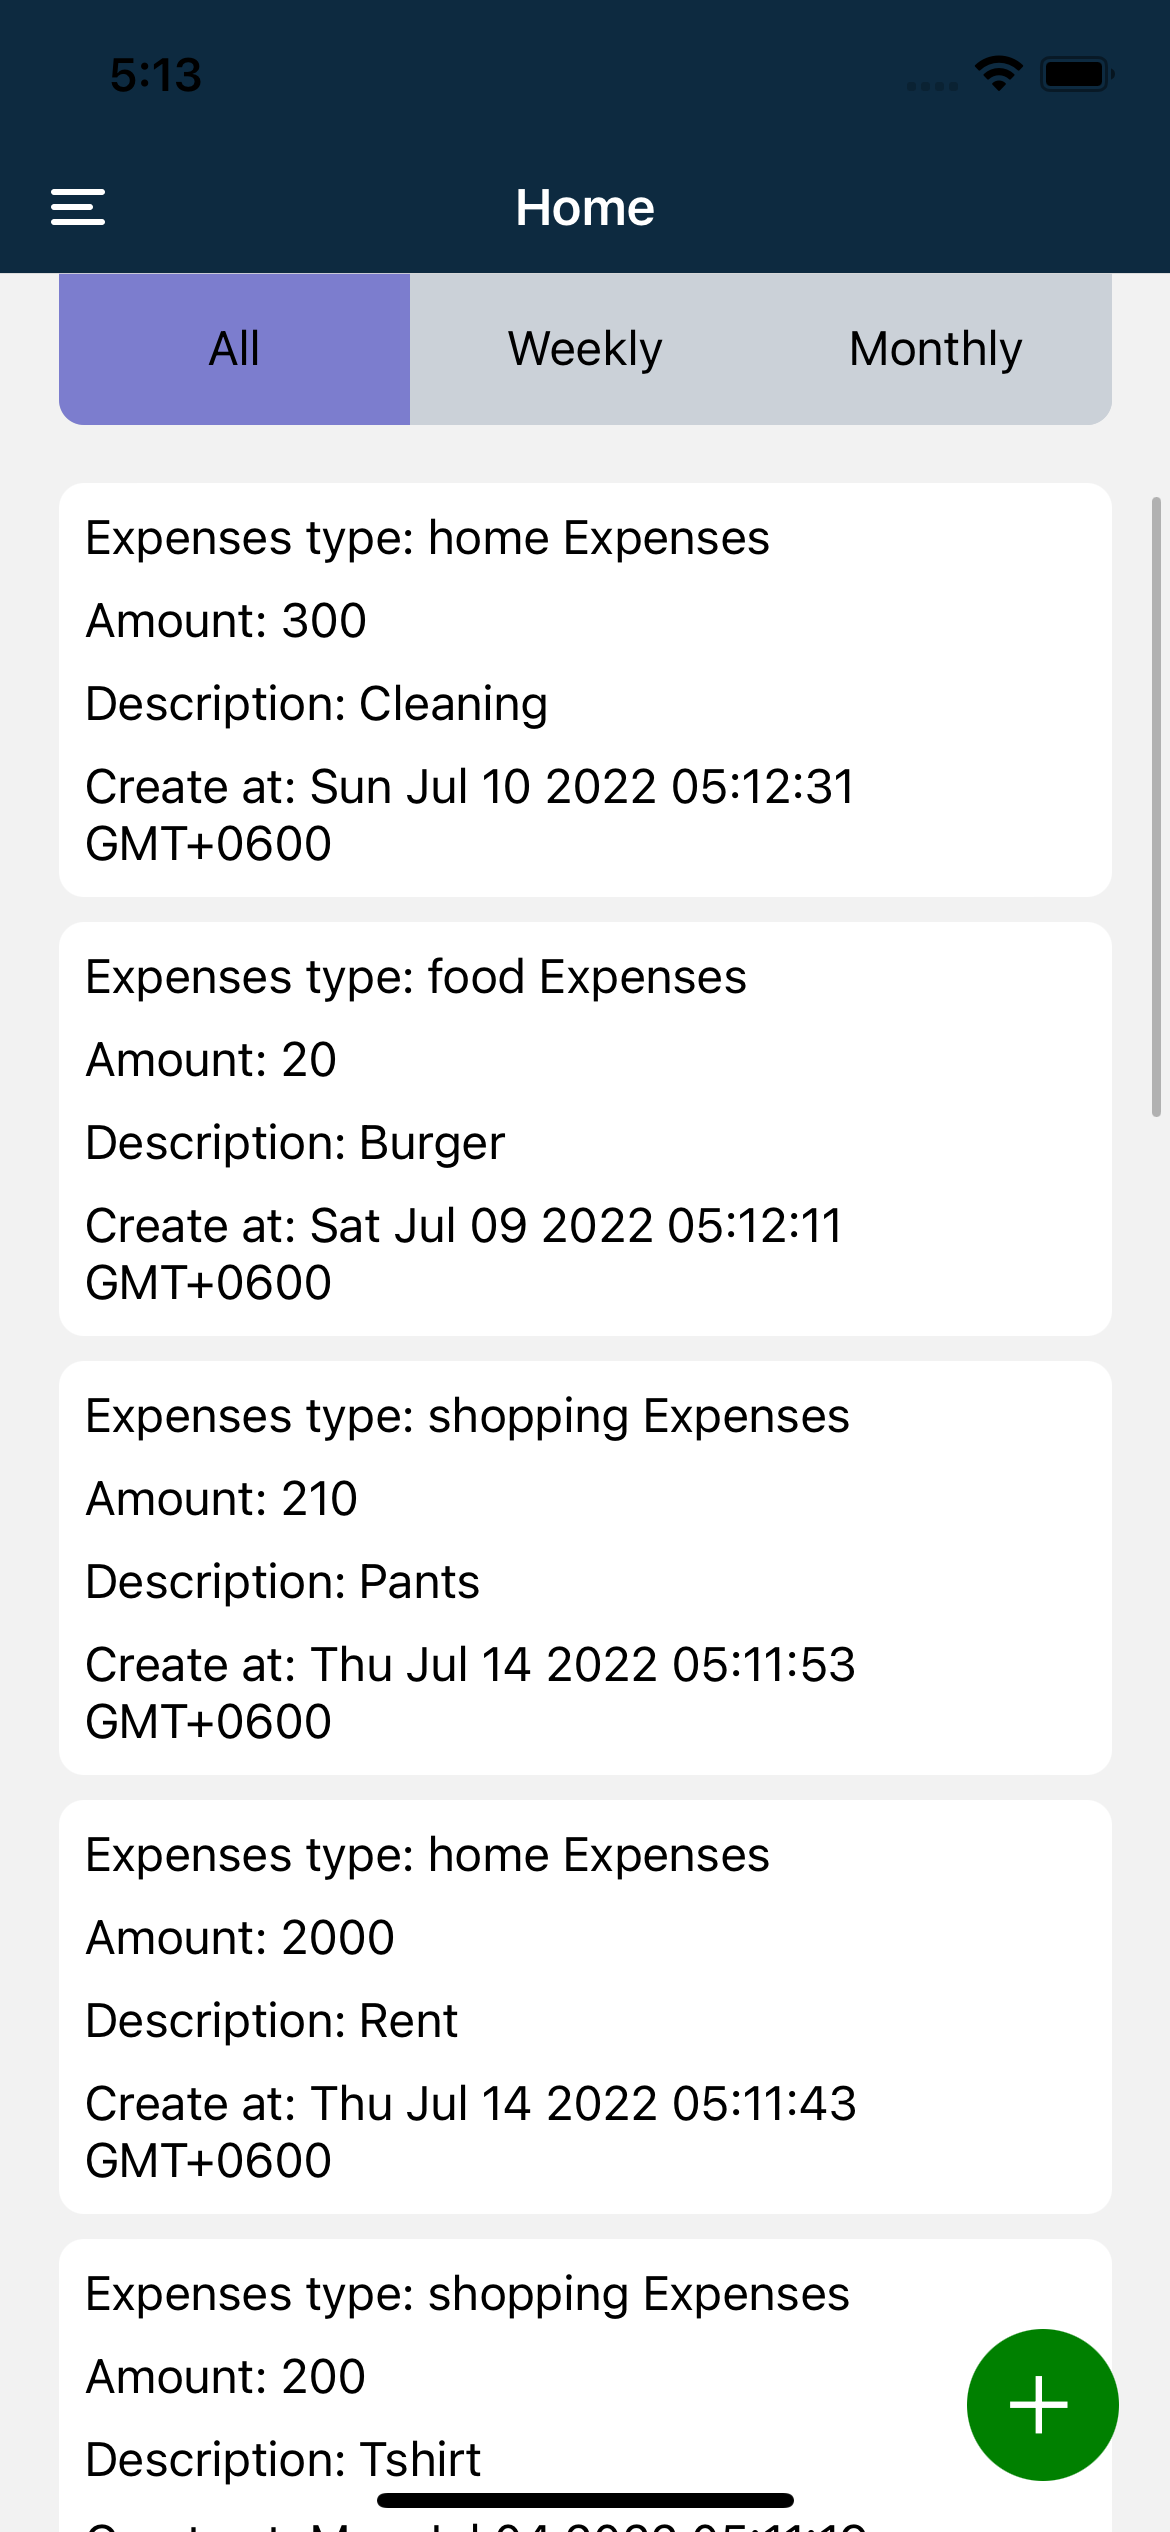 5:13
Home
All Weekly Monthly
Expenses type: home Expenses
Amount: 300
Description: Cleaning
Create at: Sun Jul 10 2022 05:12:31
GMT+0600
Expenses type: food Expenses
Amount: 20
Description: Burger
Create at: Sat Jul 09 2022 05:12:11
GMT+0600
Expenses type: shopping Expenses
Amount: 210
Description: Pants
Create at: Thu Jul 14 2022 05:11:53
GMT+0600
Expenses type: home Expenses
Amount: 2000
Description: Rent
Create at: Thu Jul 14 2022 05:11:43
GMT+0600
Expenses type: shopping Expenses
Amount: 200
Description: Tshirt